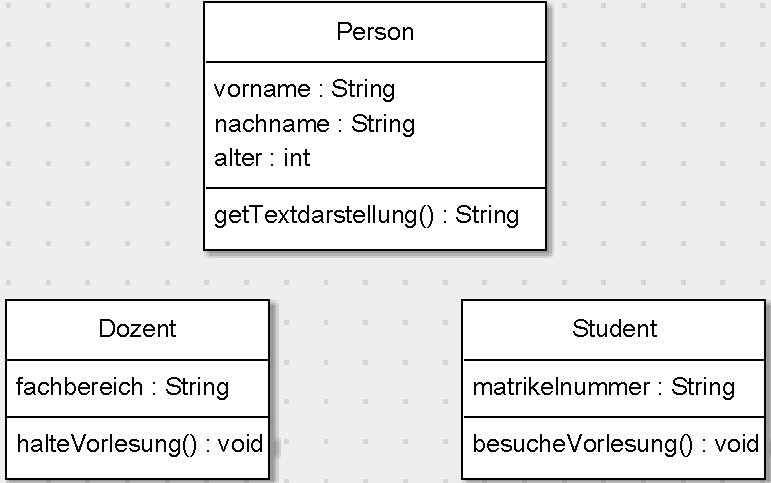 Person
vorname : String
nachname : String
alter : int
getTextdarstellung() : String
Dozent
fachbereich : String
halteVorlesung() : void
Student
matrikelnummer : String
besucheVorlesung() : void